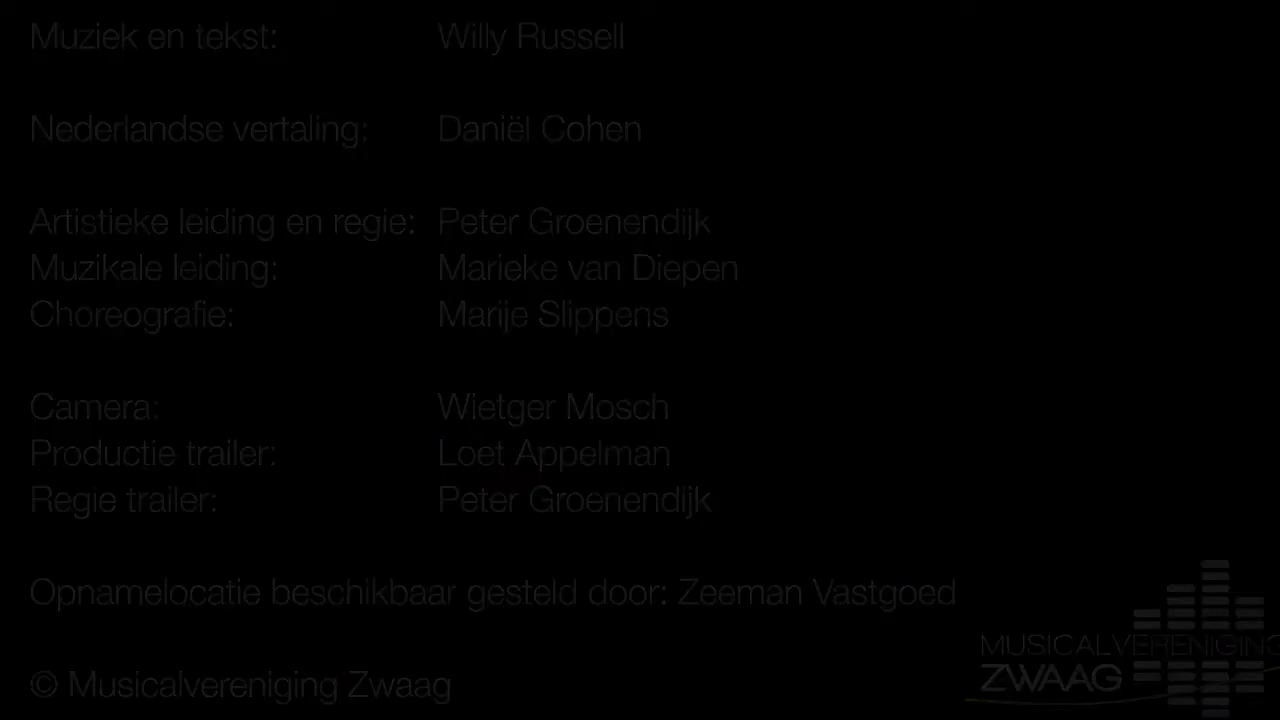 Muziek en tekst: Willy Russell
Nederlandse vertaling: Daniël Cohen
Artistieke leiding en regie: Peter Groenendijk
Muzikale leiding: Marieke van Diepen
Choreografie: Marije Slippens
Camera: Wietger Mosch
Productie trailer: Loet Appelman
Regie trailer: Peter Groenendijk
Opnamelocatie beschikbaar gesteld door: Zeeman Vastgoed
MUSICALVERENIGING
ZWAAG
© Musicalvereniging Zwaag